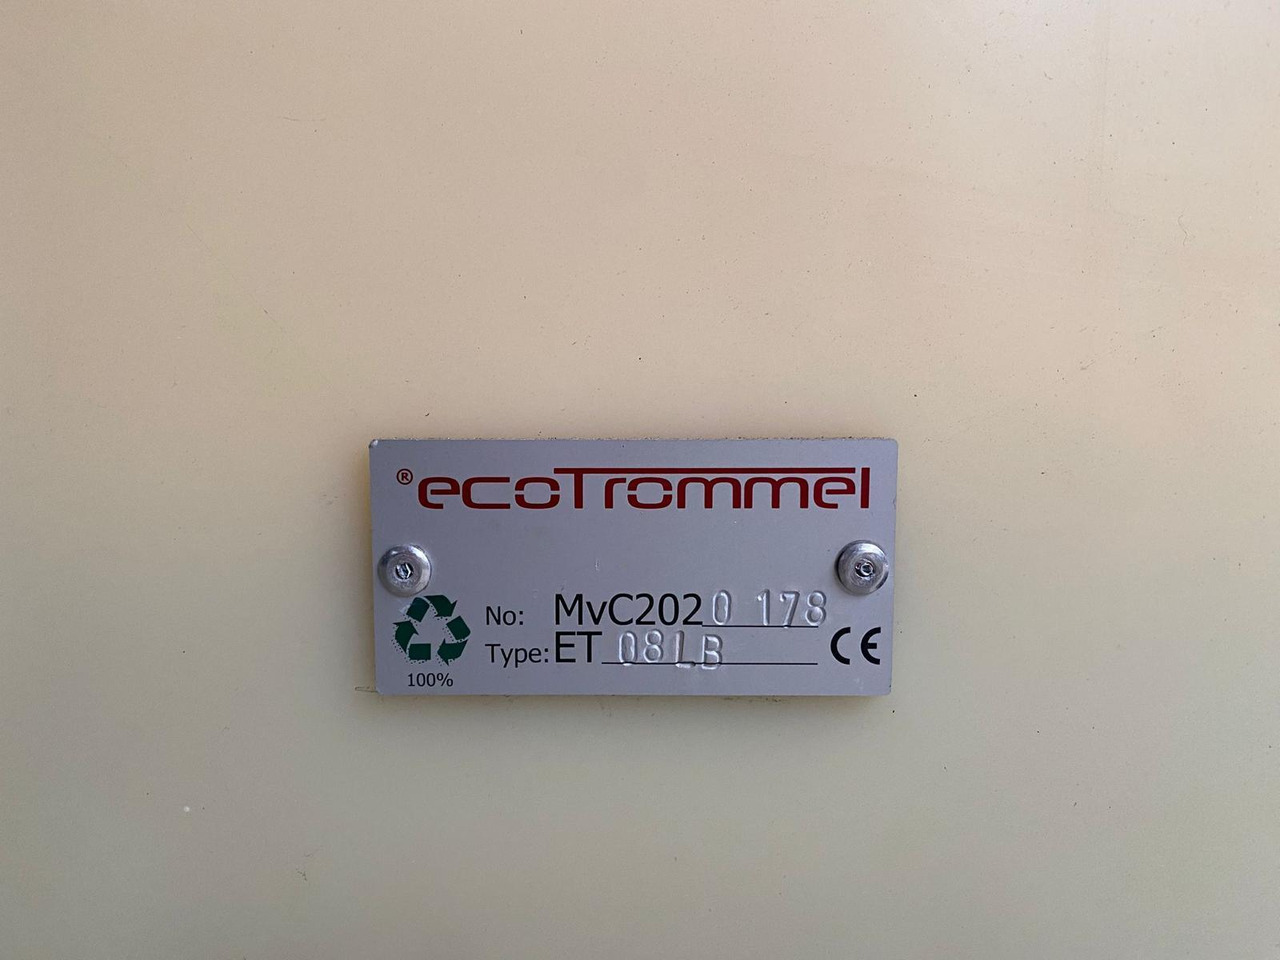 ®ecoTrommel
No: MvC2020 178
Type: ET 08LB
CE
100%